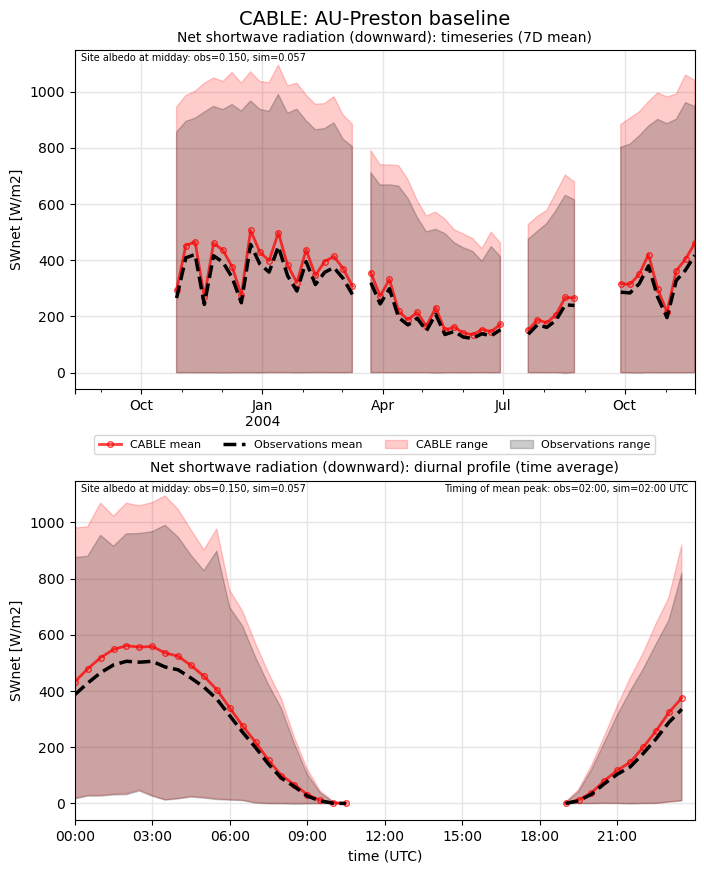 CABLE: AU-Preston baseline
Net shortwave radiation (downward): timeseries (7D mean)
Site albedo at midday: obs=0.150, sim=0.057
1000
800
600
400
200
0
SWnet [W/m2]
Oct
Jan
2004
Apr
Jul
Oct
CABLE mean
Observations mean
CABLE range
Observations range
Net shortwave radiation (downward): diurnal profile (time average)
Site albedo at midday: obs=0.150, sim=0.057
Timing of mean peak: obs=02:00, sim=02:00 UTC
1000
800
600
400
200
0
SWnet [W/m2]
00:00
03:00
06:00
09:00
12:00
15:00
18:00
21:00
time (UTC)